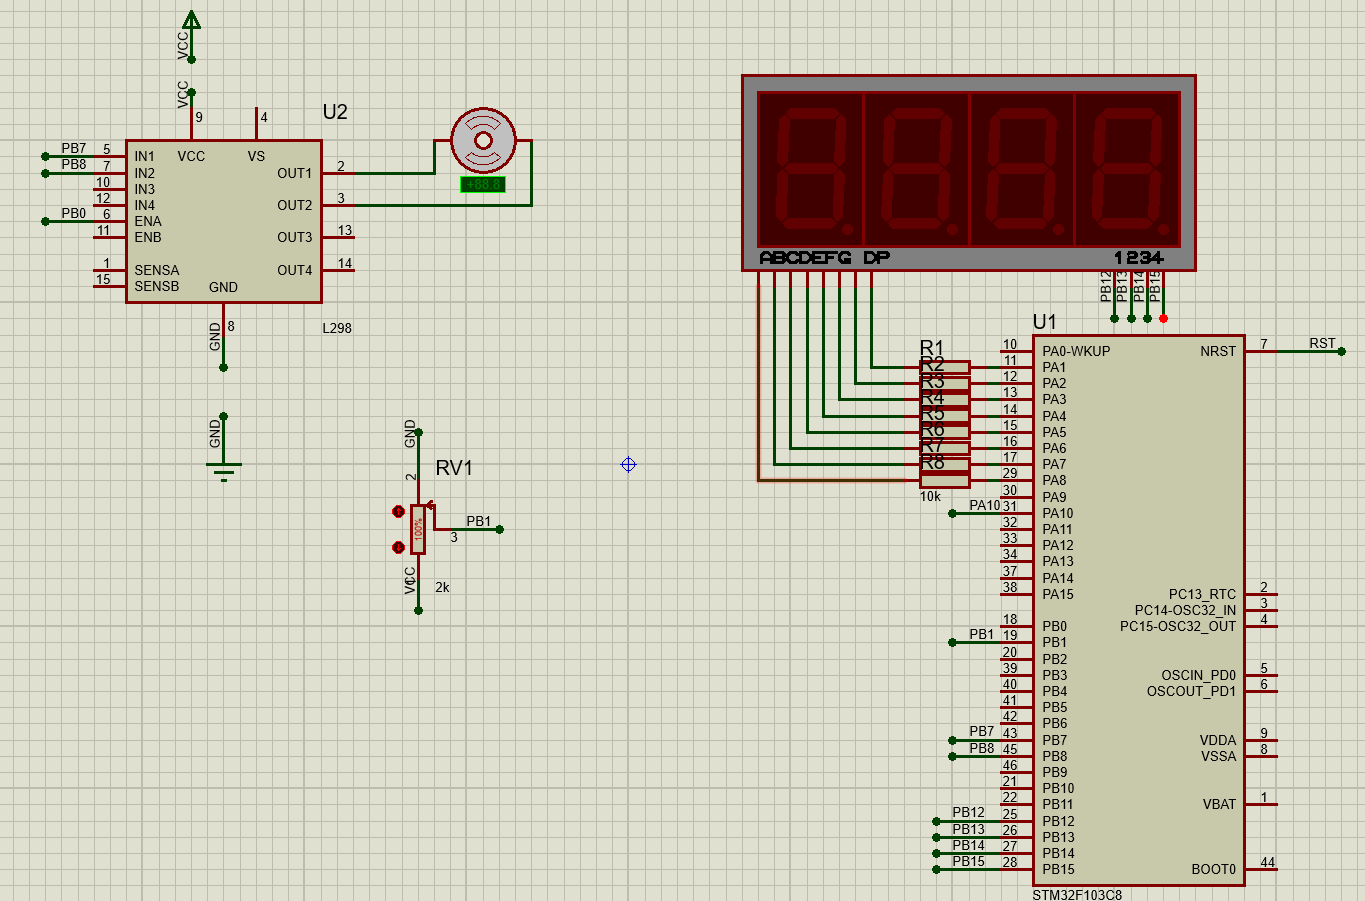 VCC
VCC
9
4
U2
PB7 5 IN1 VCC VS
PB8 7 IN2 OUT1 2
10 IN3
12 IN4 OUT2 3
PB0 6 ENA
11 ENB OUT3 13
1 SENSA OUT4 14
15 SENSB GND
8
GND
L298
GND
+88.8
GND
2
RV1
100%
PB1
3
VCC
2k
ABCDEFG DP 1234
PB12
PB13
PB14
PB15
U1
R1
R2
R3
R4
R5
R6
R7
R8
10k
10 PA0-WKUP NRST 7 RST
11 PA1
12 PA2
13 PA3
14 PA4
15 PA5
16 PA6
17 PA7
29 PA8
30 PA9
PA10 31 PA10
32 PA11
33 PA12
34 PA13
37 PA14
38 PA15 PC13_RTC 2
PC14-OSC32_IN 3
18 PB0 PC15-OSC32_OUT 4
PB1 19 PB1
20 PB2
39 PB3 OSCIN_PD0 5
40 PB4 OSCOUT_PD1 6
41 PB5
42 PB6
PB7 43 PB7 VDDA 9
PB8 45 PB8 VSSA 8
46 PB9
21 PB10
22 PB11 VBAT 1
PB12 25 PB12
PB13 26 PB13
PB14 27 PB14
PB15 28 PB15 BOOT0 44
STM32F103C8